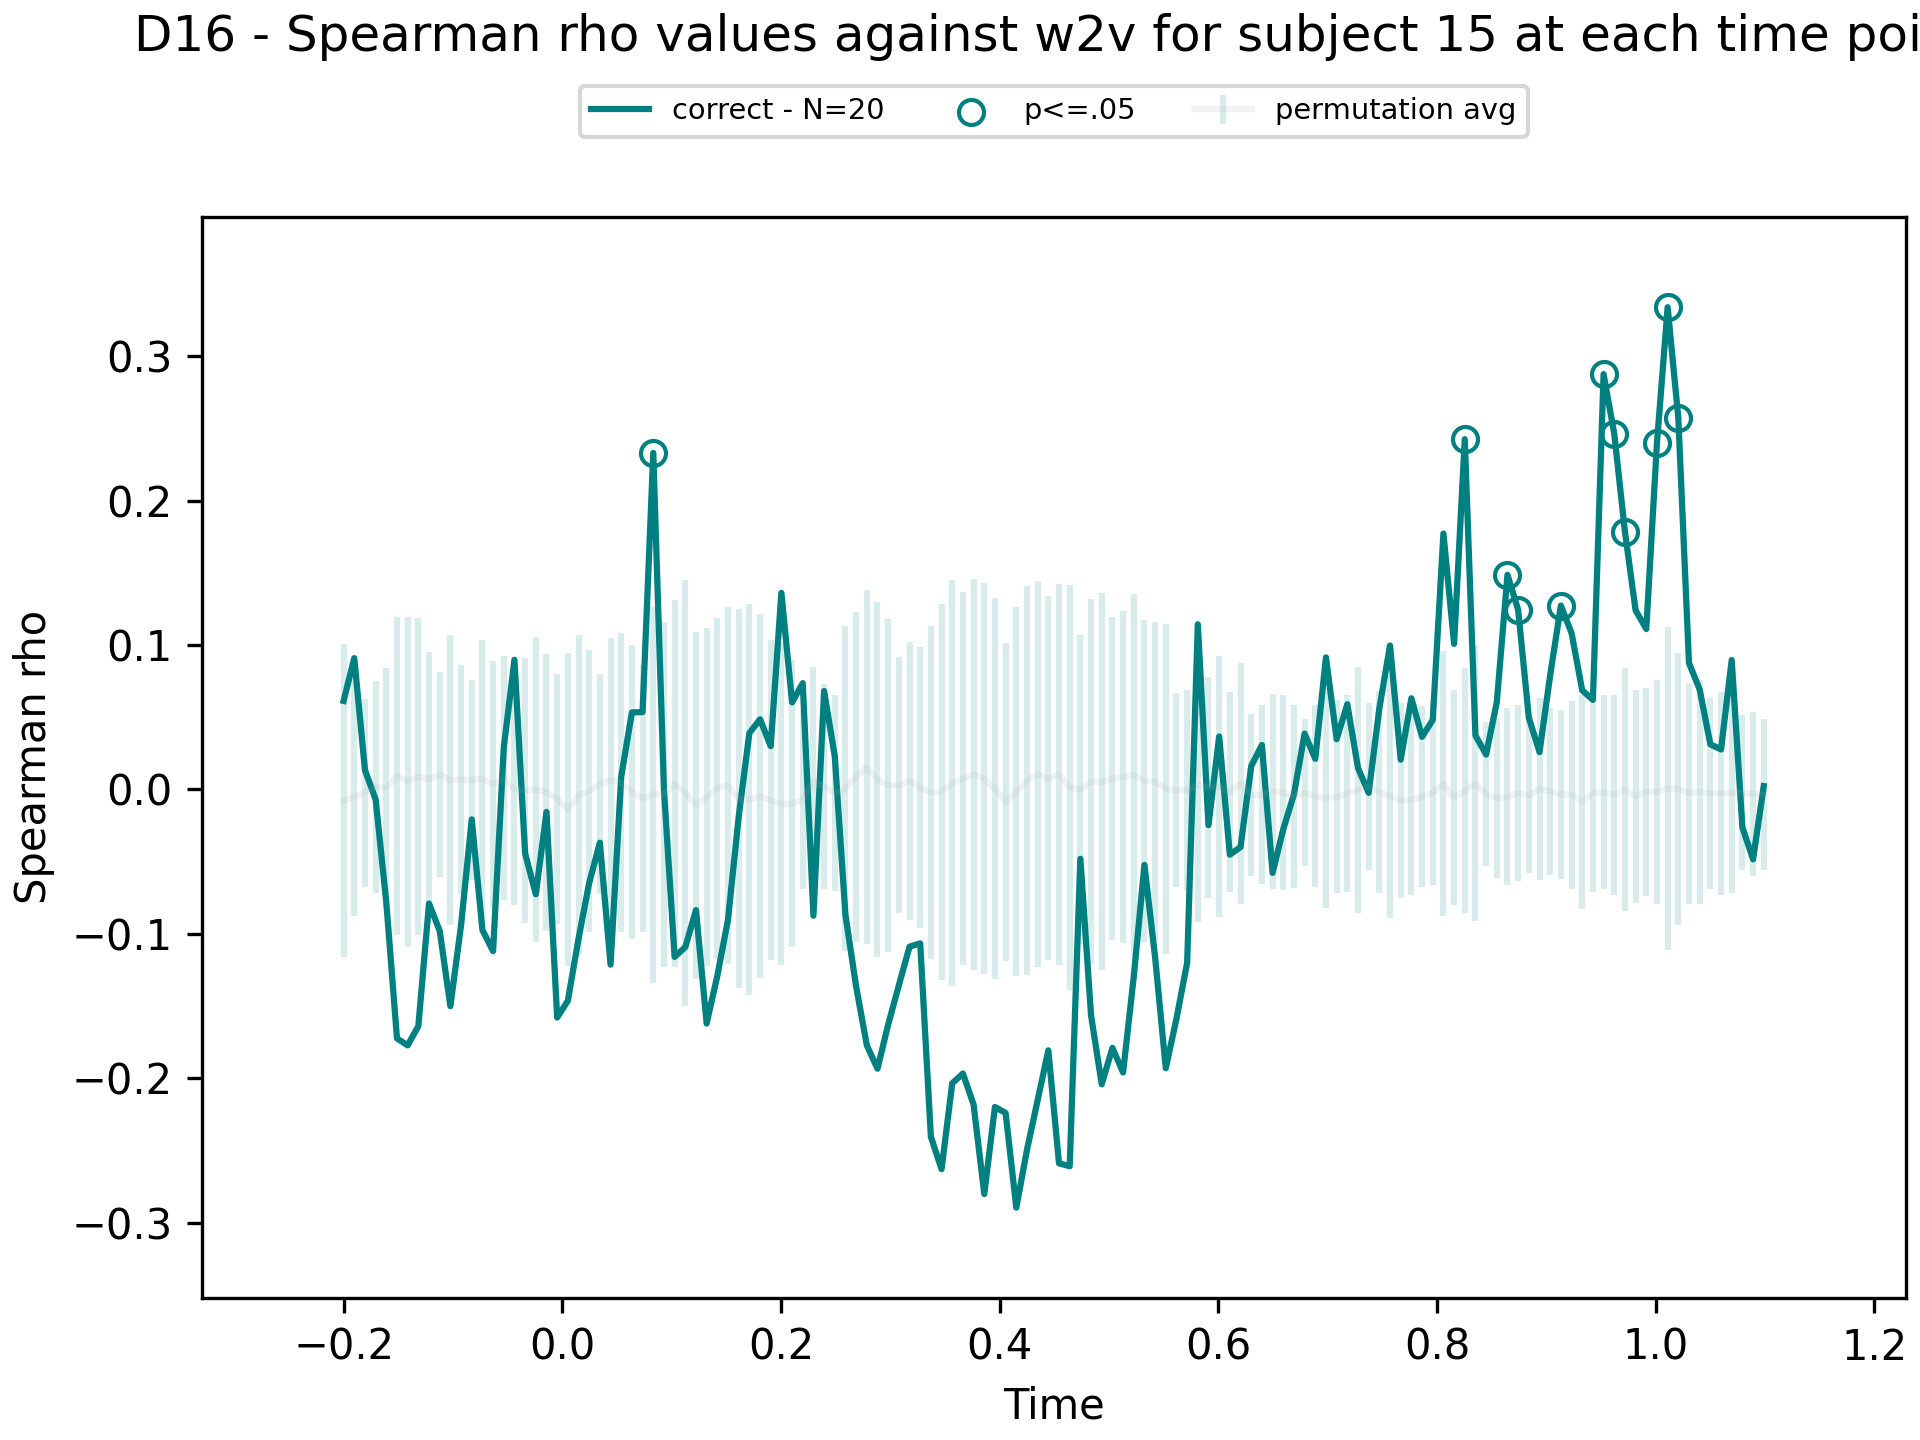 D16 - Spearman rho values against w2v for subject 15 at each time poi
correct - N=20 p<=.05 permutation avg
Spearman rho
0.3
0.2
0.1
0.0
−0.1
−0.2
−0.3
−0.2 0.0 0.2 0.4 0.6 0.8 1.0 1.2
Time